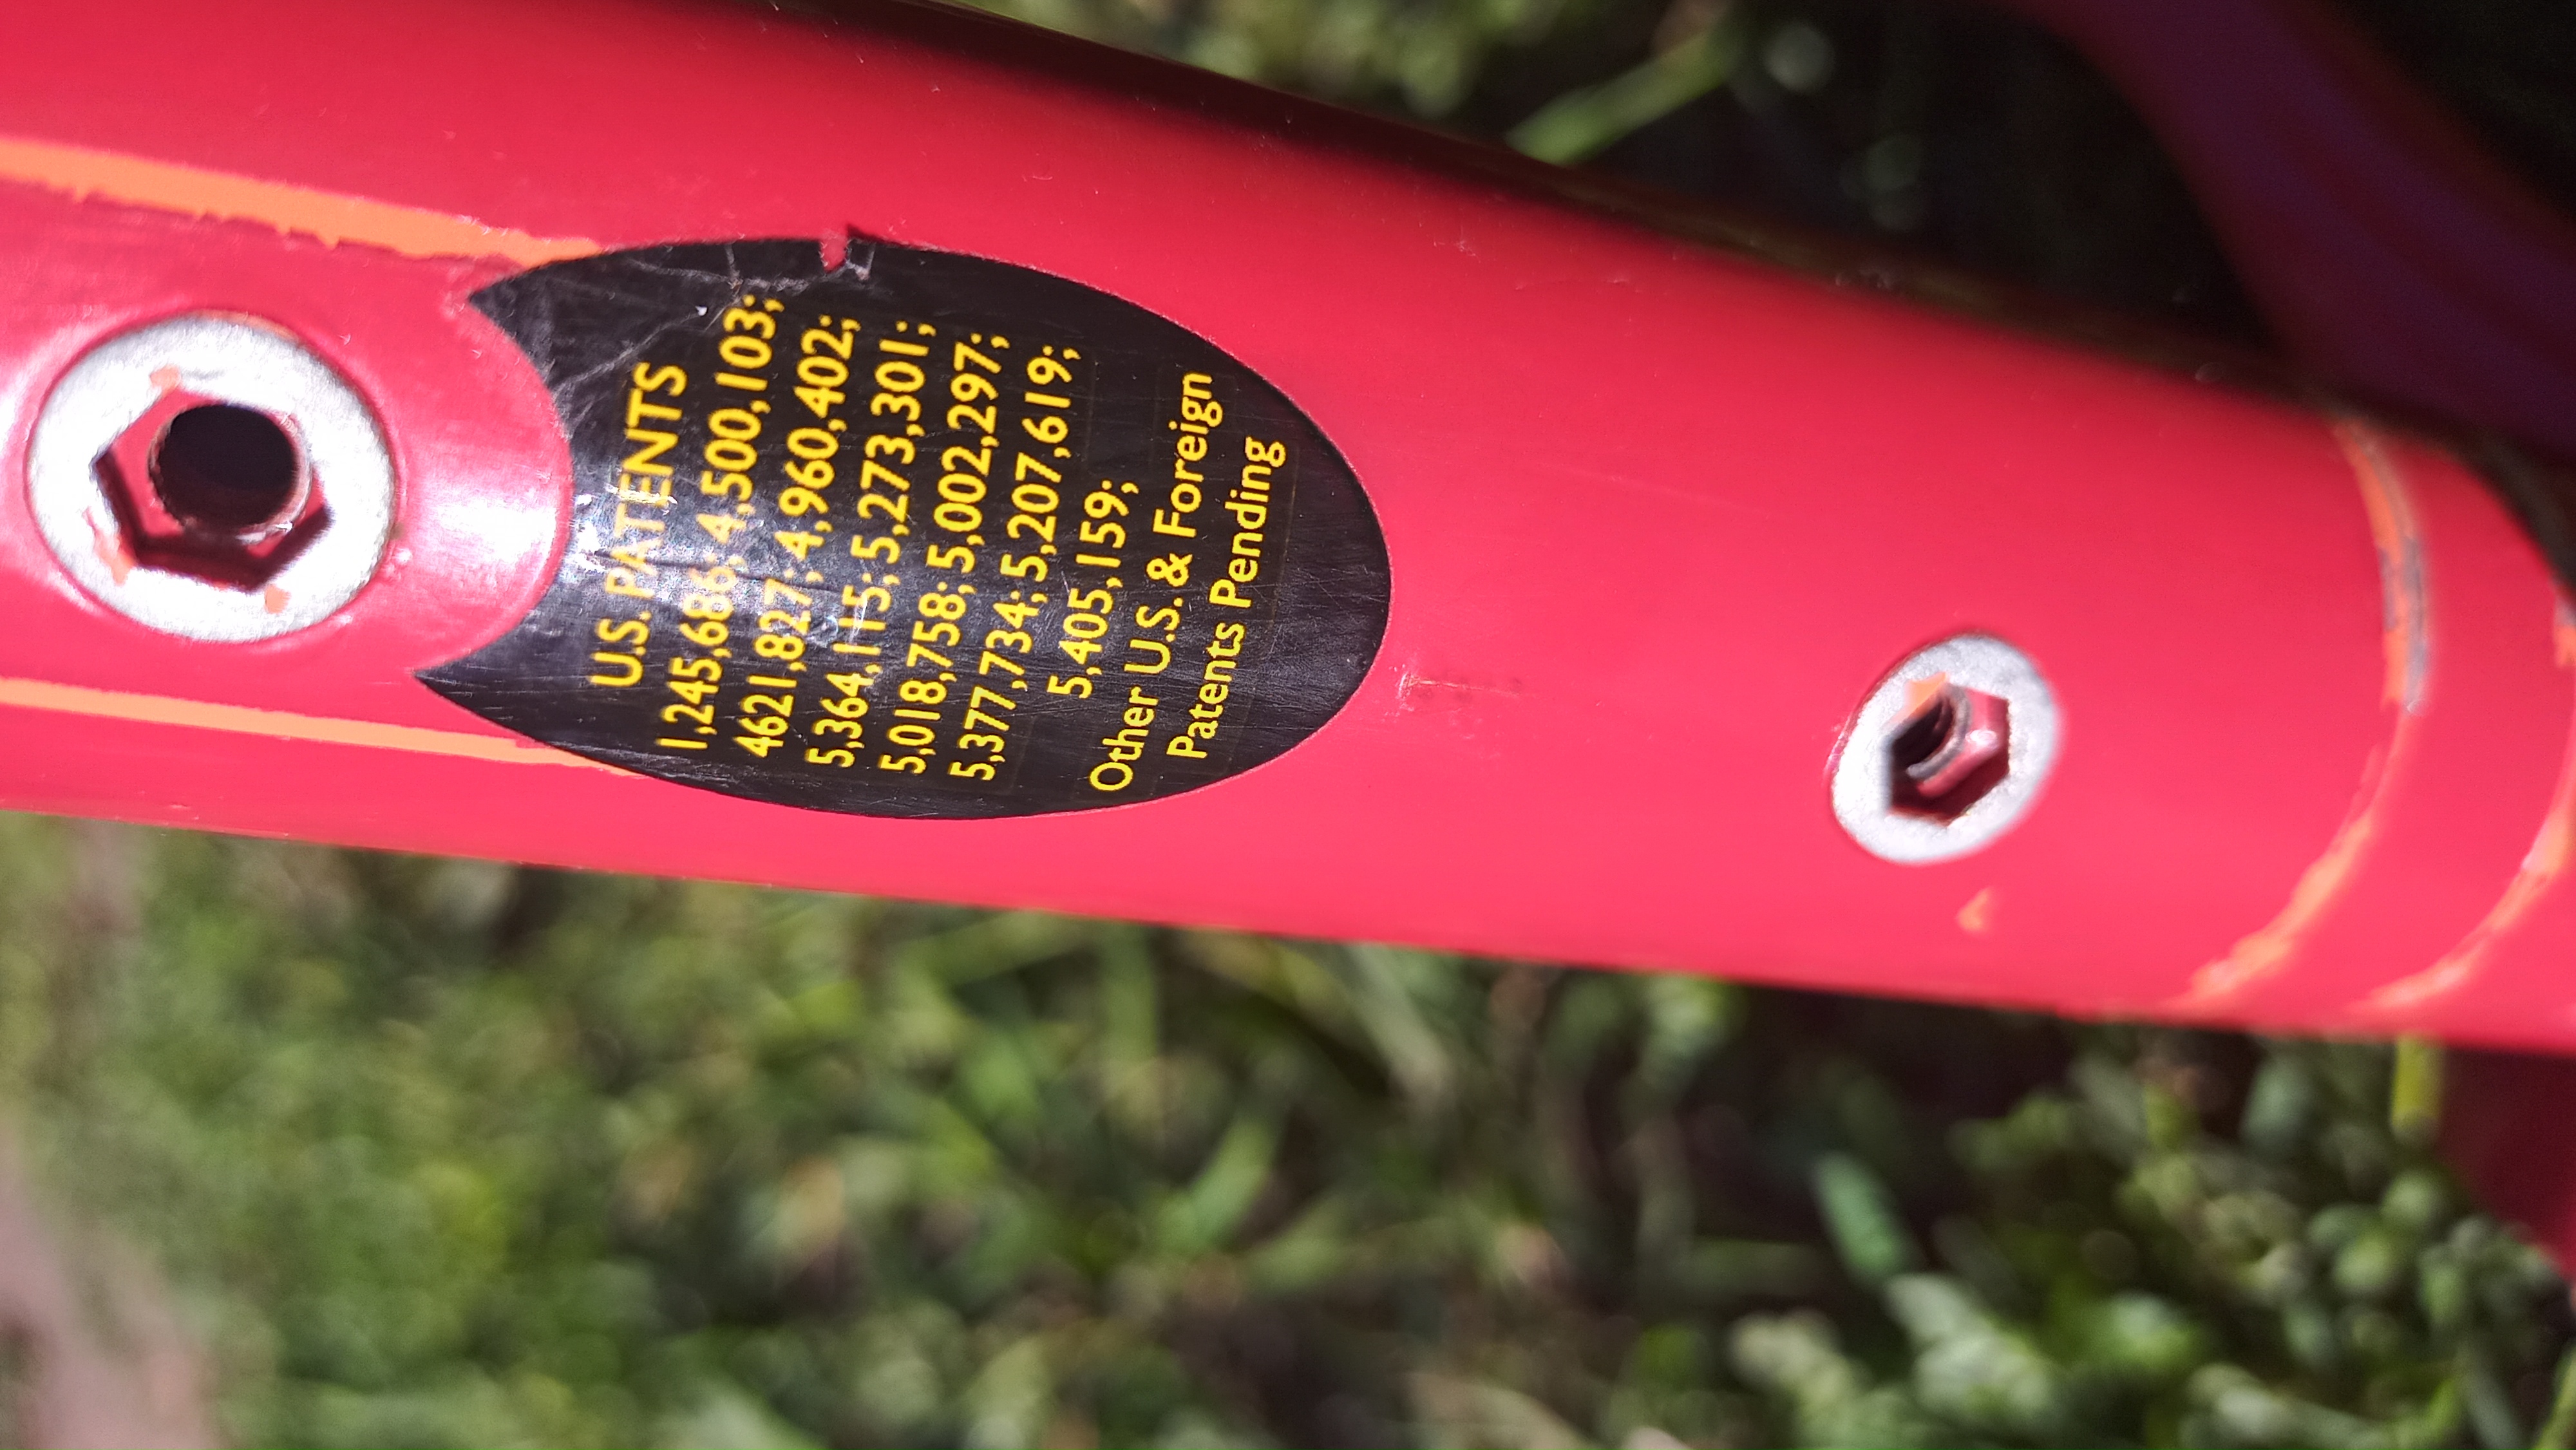 U.S. PATENTS
1,245,686; 4,500,103;
4621,827; 4,960,402;
5,364,115; 5,273,301;
5,018,758; 5,002,297;
5,377,734; 5,207,619;
5,405,159;
Other U.S. & Foreign
Patents Pending